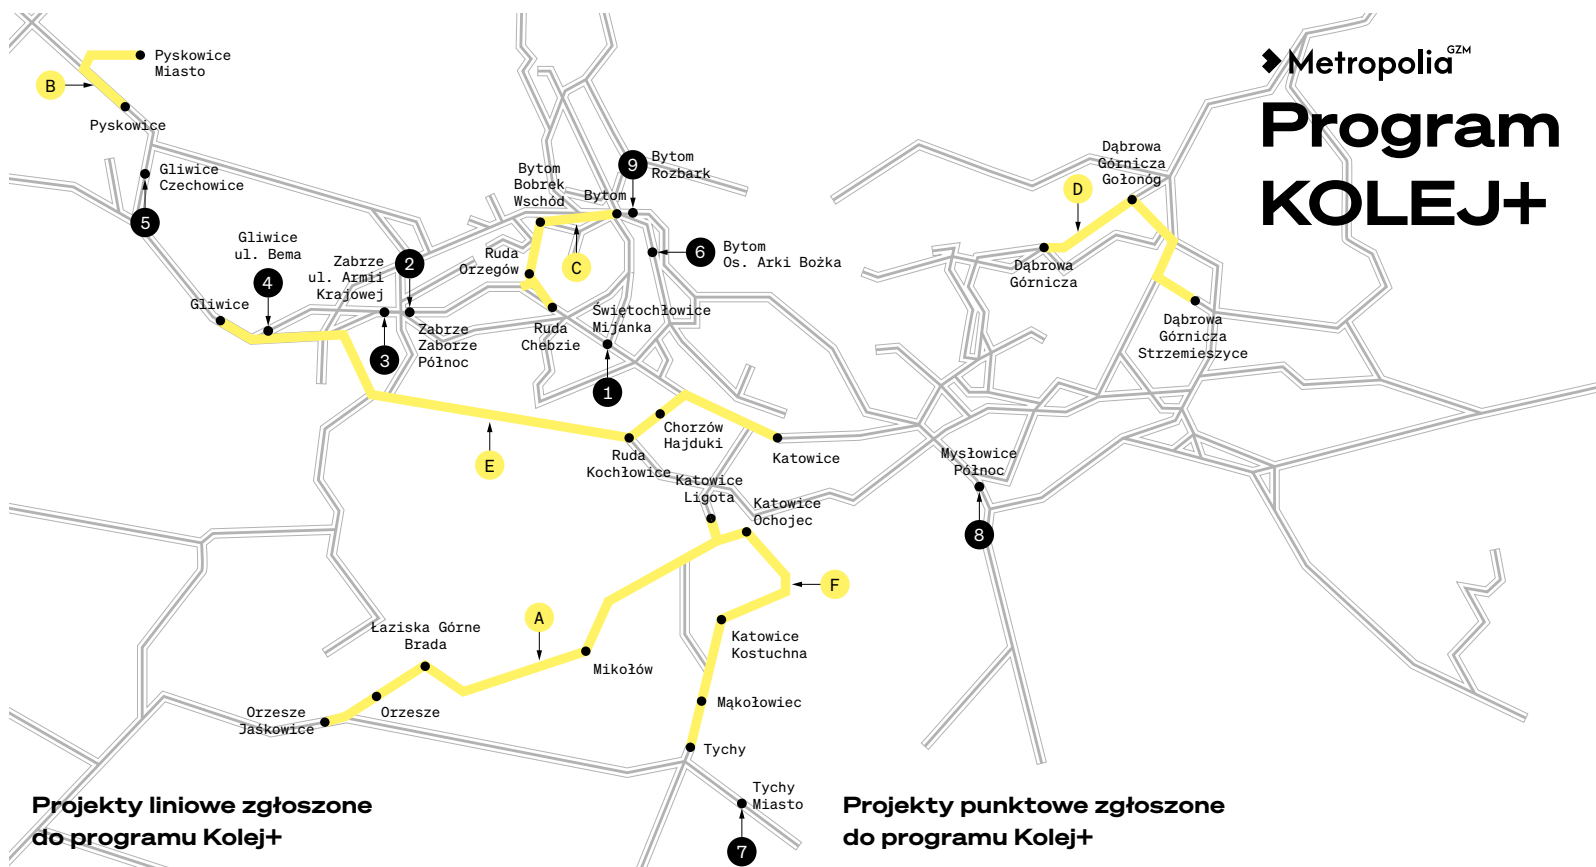 Metropolia GZM
Program
KOLEJ+
Pyskowice
Miasto
B
Pyskowice
Gliwice
Czechowice
5
Gliwice
ul. Bema
4
Gliwice
Zabrze
ul. Armii
Krajowej
2
3
Zabrze
Zaborze
Północ
Bytom
Bobrek
Wschód
Bytom
9
Bytom
Rozbark
C
6
Bytom
Os. Arki Bożka
Ruda
Orzegów
Ruda
Chebzie
Świętochłowice
Mijanka
1
Dąbrowa
Górnicza
Gołonóg
D
Dąbrowa
Górnicza
Dąbrowa
Górnicza
Strzemieszyce
Chorzów
Hajduki
Katowice
Ruda
Kochłowice
E
Katowice
Ligota
Katowice
Ochojec
Mysłowice
Północ
8
F
A
Łaziska Górne
Brada
Mikołów
Katowice
Kostuchna
Orzesze
Jaśkowice
Orzesze
Mąkołowiec
Tychy
Tychy
Miasto
7
Projekty liniowe zgłoszone
do programu Kolej+
Projekty punktowe zgłoszone
do programu Kolej+